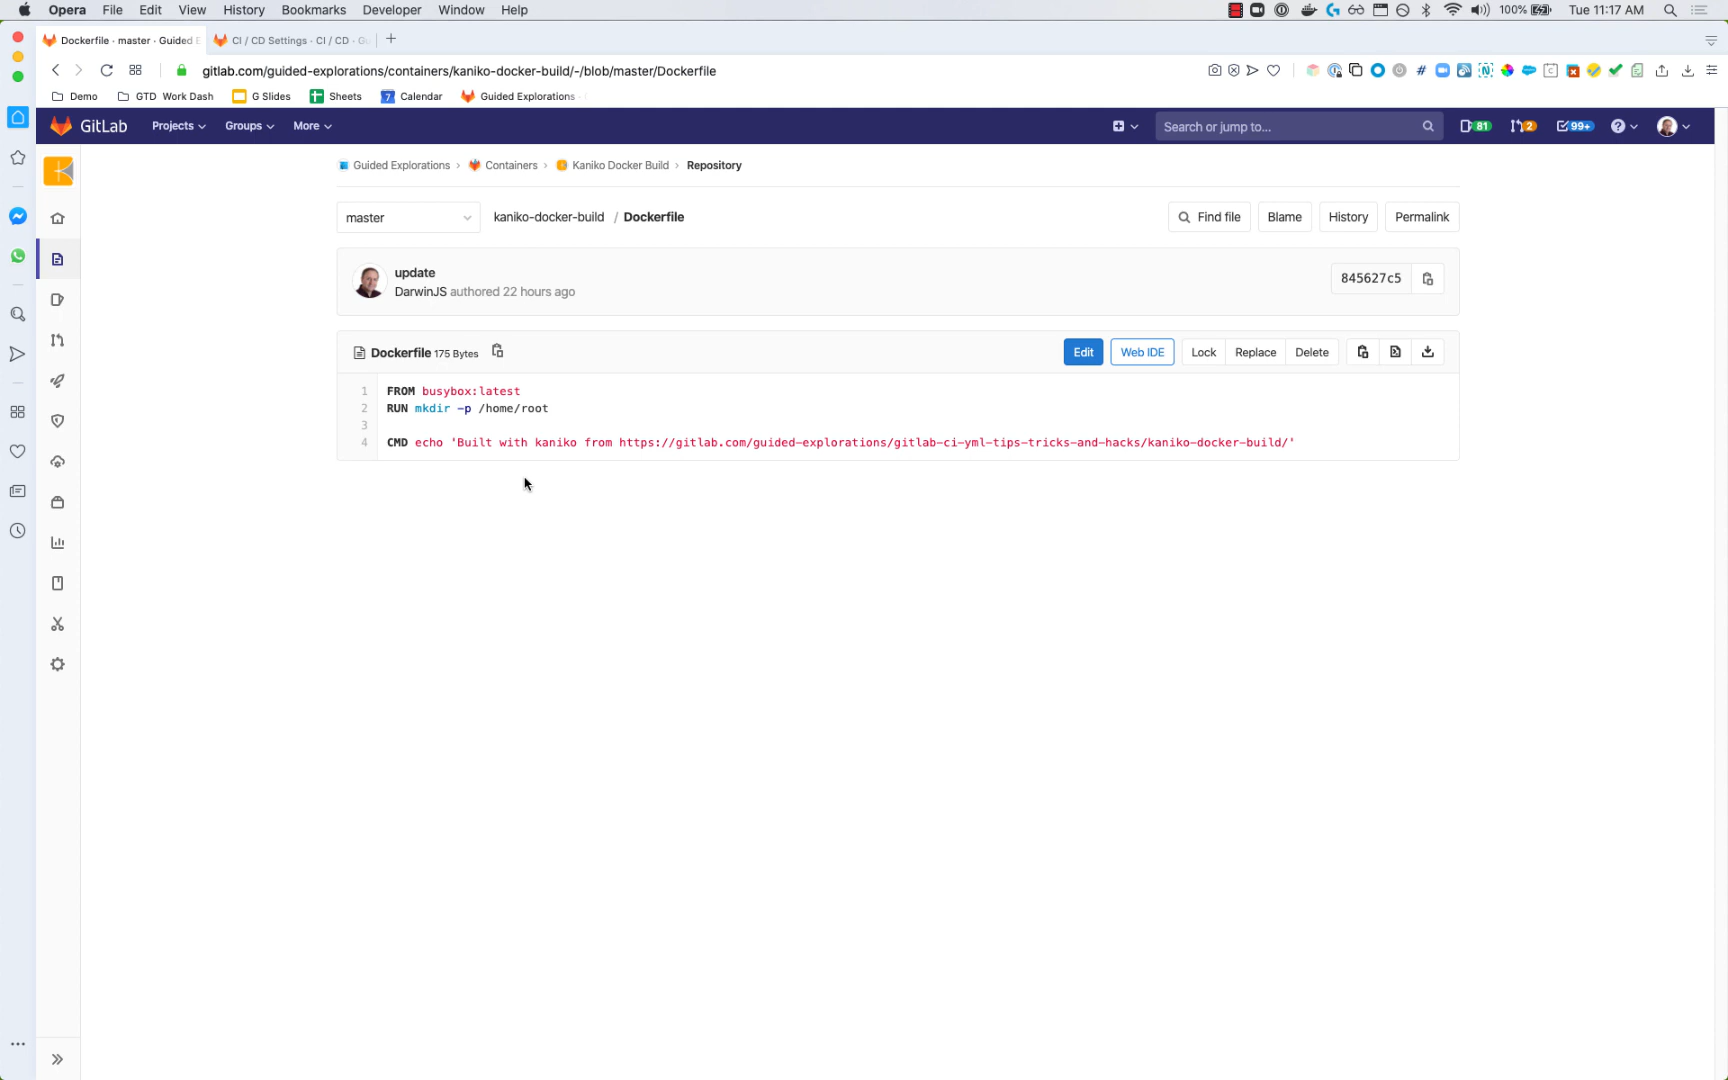 Opera File Edit View History Bookmarks Developer Window Help 100% Tue 11:17 AM
Dockerfile · master · Guided E CI / CD Settings · CI / CD · G
gitlab.com/guided-explorations/containers/kaniko-docker-build/-/blob/master/Dockerfile
Demo GTD Work Dash G Slides Sheets 7 Calendar Guided Explorations
GitLab Projects Groups More Search or jump to... 81 2 99+
Guided Explorations › Containers › Kaniko Docker Build › Repository
master kaniko-docker-build / Dockerfile Find file Blame History Permalink
update
DarwinJS authored 22 hours ago
845627c5
Dockerfile 175 Bytes Edit Web IDE Lock Replace Delete
1 FROM busybox:latest
2 RUN mkdir -p /home/root
3
4 CMD echo 'Built with kaniko from https://gitlab.com/guided-explorations/gitlab-ci-yml-tips-tricks-and-hacks/kaniko-docker-build/'